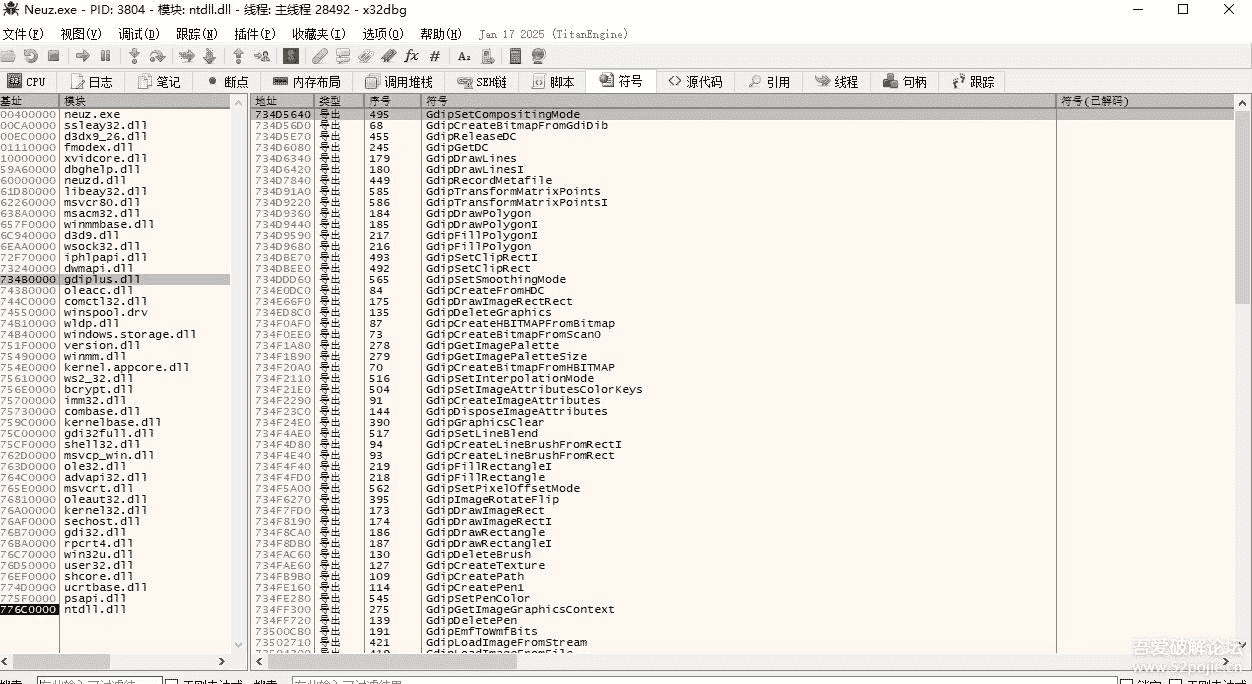 Neuz.exe - PID: 3804 - 模块: ntdll.dll - 线程: 主线程 28492 - x32dbg
文件(F) 视图(V) 调试(D) 跟踪(N) 插件(P) 收藏夹(I) 选项(O) 帮助(H) Jan 17 2025 (TitanEngine)
CPU 日志 笔记 断点 内存布局 调用堆栈 SEH链 脚本 符号 源代码 引用 线程 句柄 跟踪
基址 模块 地址 类型 序号 符号 符号(已解码)
00400000 neuz.exe 734D5640 导出 495 GdipSetCompositingMode
00CA0000 ssleay32.dll 734D56D0 导出 68 GdipCreateBitmapFromGdiDib
00EC0000 d3dx9_26.dll 734D5E70 导出 455 GdipReleaseDC
01110000 fmodex.dll 734D6080 导出 245 GdipGetDC
10000000 xvidcore.dll 734D6340 导出 179 GdipDrawLines
59A60000 dbghelp.dll 734D6420 导出 180 GdipDrawLinesI
60000000 neuzd.dll 734D7840 导出 449 GdipRecordMetafile
61D80000 libeay32.dll 734D91A0 导出 585 GdipTransformMatrixPoints
62260000 msvcr80.dll 734D9220 导出 586 GdipTransformMatrixPointsI
638A0000 msacm32.dll 734D9360 导出 184 GdipDrawPolygon
657F0000 winmmbase.dll 734D9440 导出 185 GdipDrawPolygonI
6C940000 d3d9.dll 734D9590 导出 217 GdipFillPolygonI
6EAA0000 wsock32.dll 734D9680 导出 216 GdipFillPolygon
72F70000 iphlpapi.dll 734DBE70 导出 493 GdipSetClipRectI
73240000 dwmapi.dll 734DBEE0 导出 492 GdipSetClipRect
734B0000 gdiplus.dll 734DDD60 导出 565 GdipSetSmoothingMode
74380000 oleacc.dll 734E0DC0 导出 84 GdipCreateFromHDC
744C0000 comctl32.dll 734E66F0 导出 175 GdipDrawImageRectRect
74550000 winspool.drv 734ED8C0 导出 135 GdipDeleteGraphics
74810000 wldp.dll 734F0AF0 导出 87 GdipCreateHBITMAPFromBitmap
74840000 windows.storage.dll 734F0EE0 导出 73 GdipCreateBitmapFromScan0
751F0000 version.dll 734F1A80 导出 278 GdipGetImagePalette
75490000 winmm.dll 734F1B90 导出 279 GdipGetImagePaletteSize
754E0000 kernel.appcore.dll 734F20A0 导出 70 GdipCreateBitmapFromHBITMAP
75610000 ws2_32.dll 734F2110 导出 516 GdipSetInterpolationMode
756E0000 bcrypt.dll 734F21E0 导出 504 GdipSetImageAttributesColorKeys
75700000 imm32.dll 734F2290 导出 91 GdipCreateImageAttributes
75720000 combase.dll 734F23C0 导出 144 GdipDisposeImageAttributes
759C0000 kernelbase.dll 734F24E0 导出 390 GdipGraphicsClear
75C00000 gdi32full.dll 734F4AE0 导出 517 GdipSetLineBlend
75CF0000 shell32.dll 734F4D80 导出 94 GdipCreateLineBrushFromRectI
762D0000 msvcp_win.dll 734F4E40 导出 93 GdipCreateLineBrushFromRect
763D0000 ole32.dll 734F4F40 导出 219 GdipFillRectangleI
764C0000 advapi32.dll 734F4FD0 导出 218 GdipFillRectangle
765E0000 msvcrt.dll 734F5A00 导出 562 GdipSetPixelOffsetMode
76810000 oleaut32.dll 734F6270 导出 395 GdipImageRotateFlip
76A00000 kernel32.dll 734F7FD0 导出 173 GdipDrawImageRect
76AF0000 sechost.dll 734F8190 导出 174 GdipDrawImageRectI
76B70000 gdi32.dll 734F8CA0 导出 186 GdipDrawRectangle
76BA0000 rpcrt4.dll 734F8DB0 导出 187 GdipDrawRectangleI
76C70000 win32u.dll 734FAC60 导出 130 GdipDeleteBrush
76D50000 user32.dll 734FAE60 导出 127 GdipCreateTexture
76EF0000 shcore.dll 734FB9B0 导出 109 GdipCreatePath
774D0000 ucrtbase.dll 734FE160 导出 114 GdipCreatePen1
775F0000 psapi.dll 734FE280 导出 545 GdipSetPenColor
776C0000 ntdll.dll 734FF300 导出 275 GdipGetImageGraphicsContext
734FF720 导出 139 GdipDeletePen
73500CB0 导出 191 GdipEmfToWmfBits
73502710 导出 421 GdipLoadImageFromStream
吾爱破解论坛
www.52pojie.cn